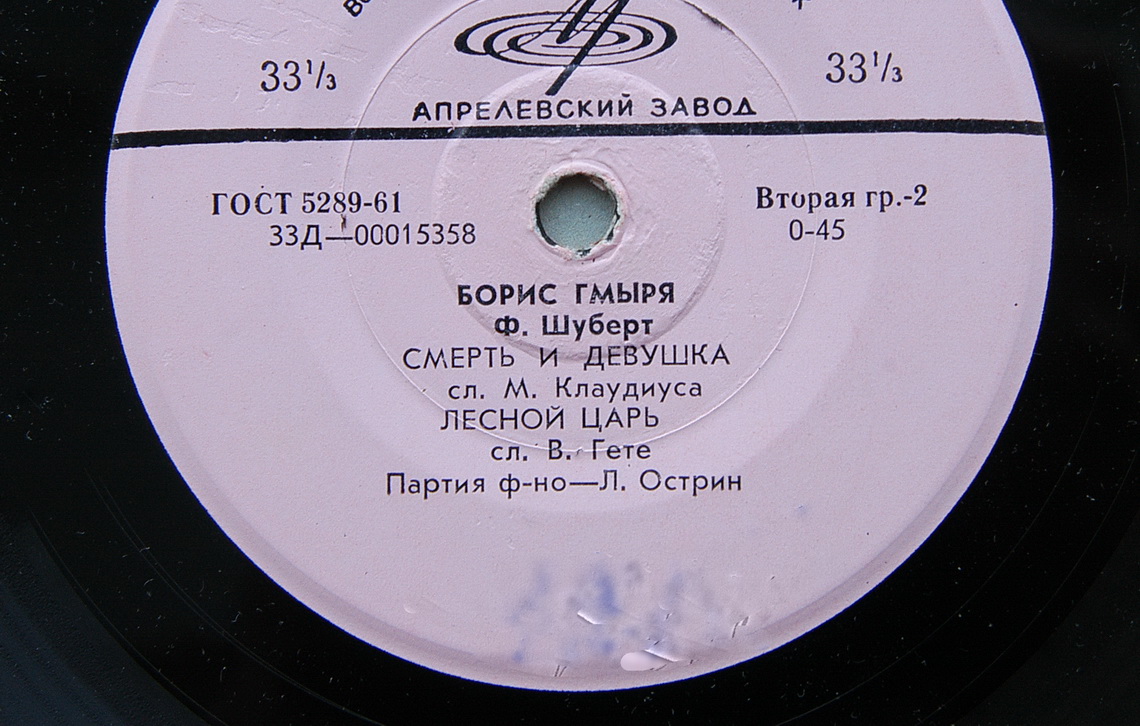 33⅓
33⅓
АПРЕЛЕВСКИЙ ЗАВОД
ГОСТ 5289-61
Вторая гр.-2
33Д—00015358
0-45
БОРИС ГМЫРЯ
Ф. Шуберт
СМЕРТЬ И ДЕВУШКА
сл. М. Клаудиуса
ЛЕСНОЙ ЦАРЬ
сл. В. Гете
Партия ф-но—Л. Острин